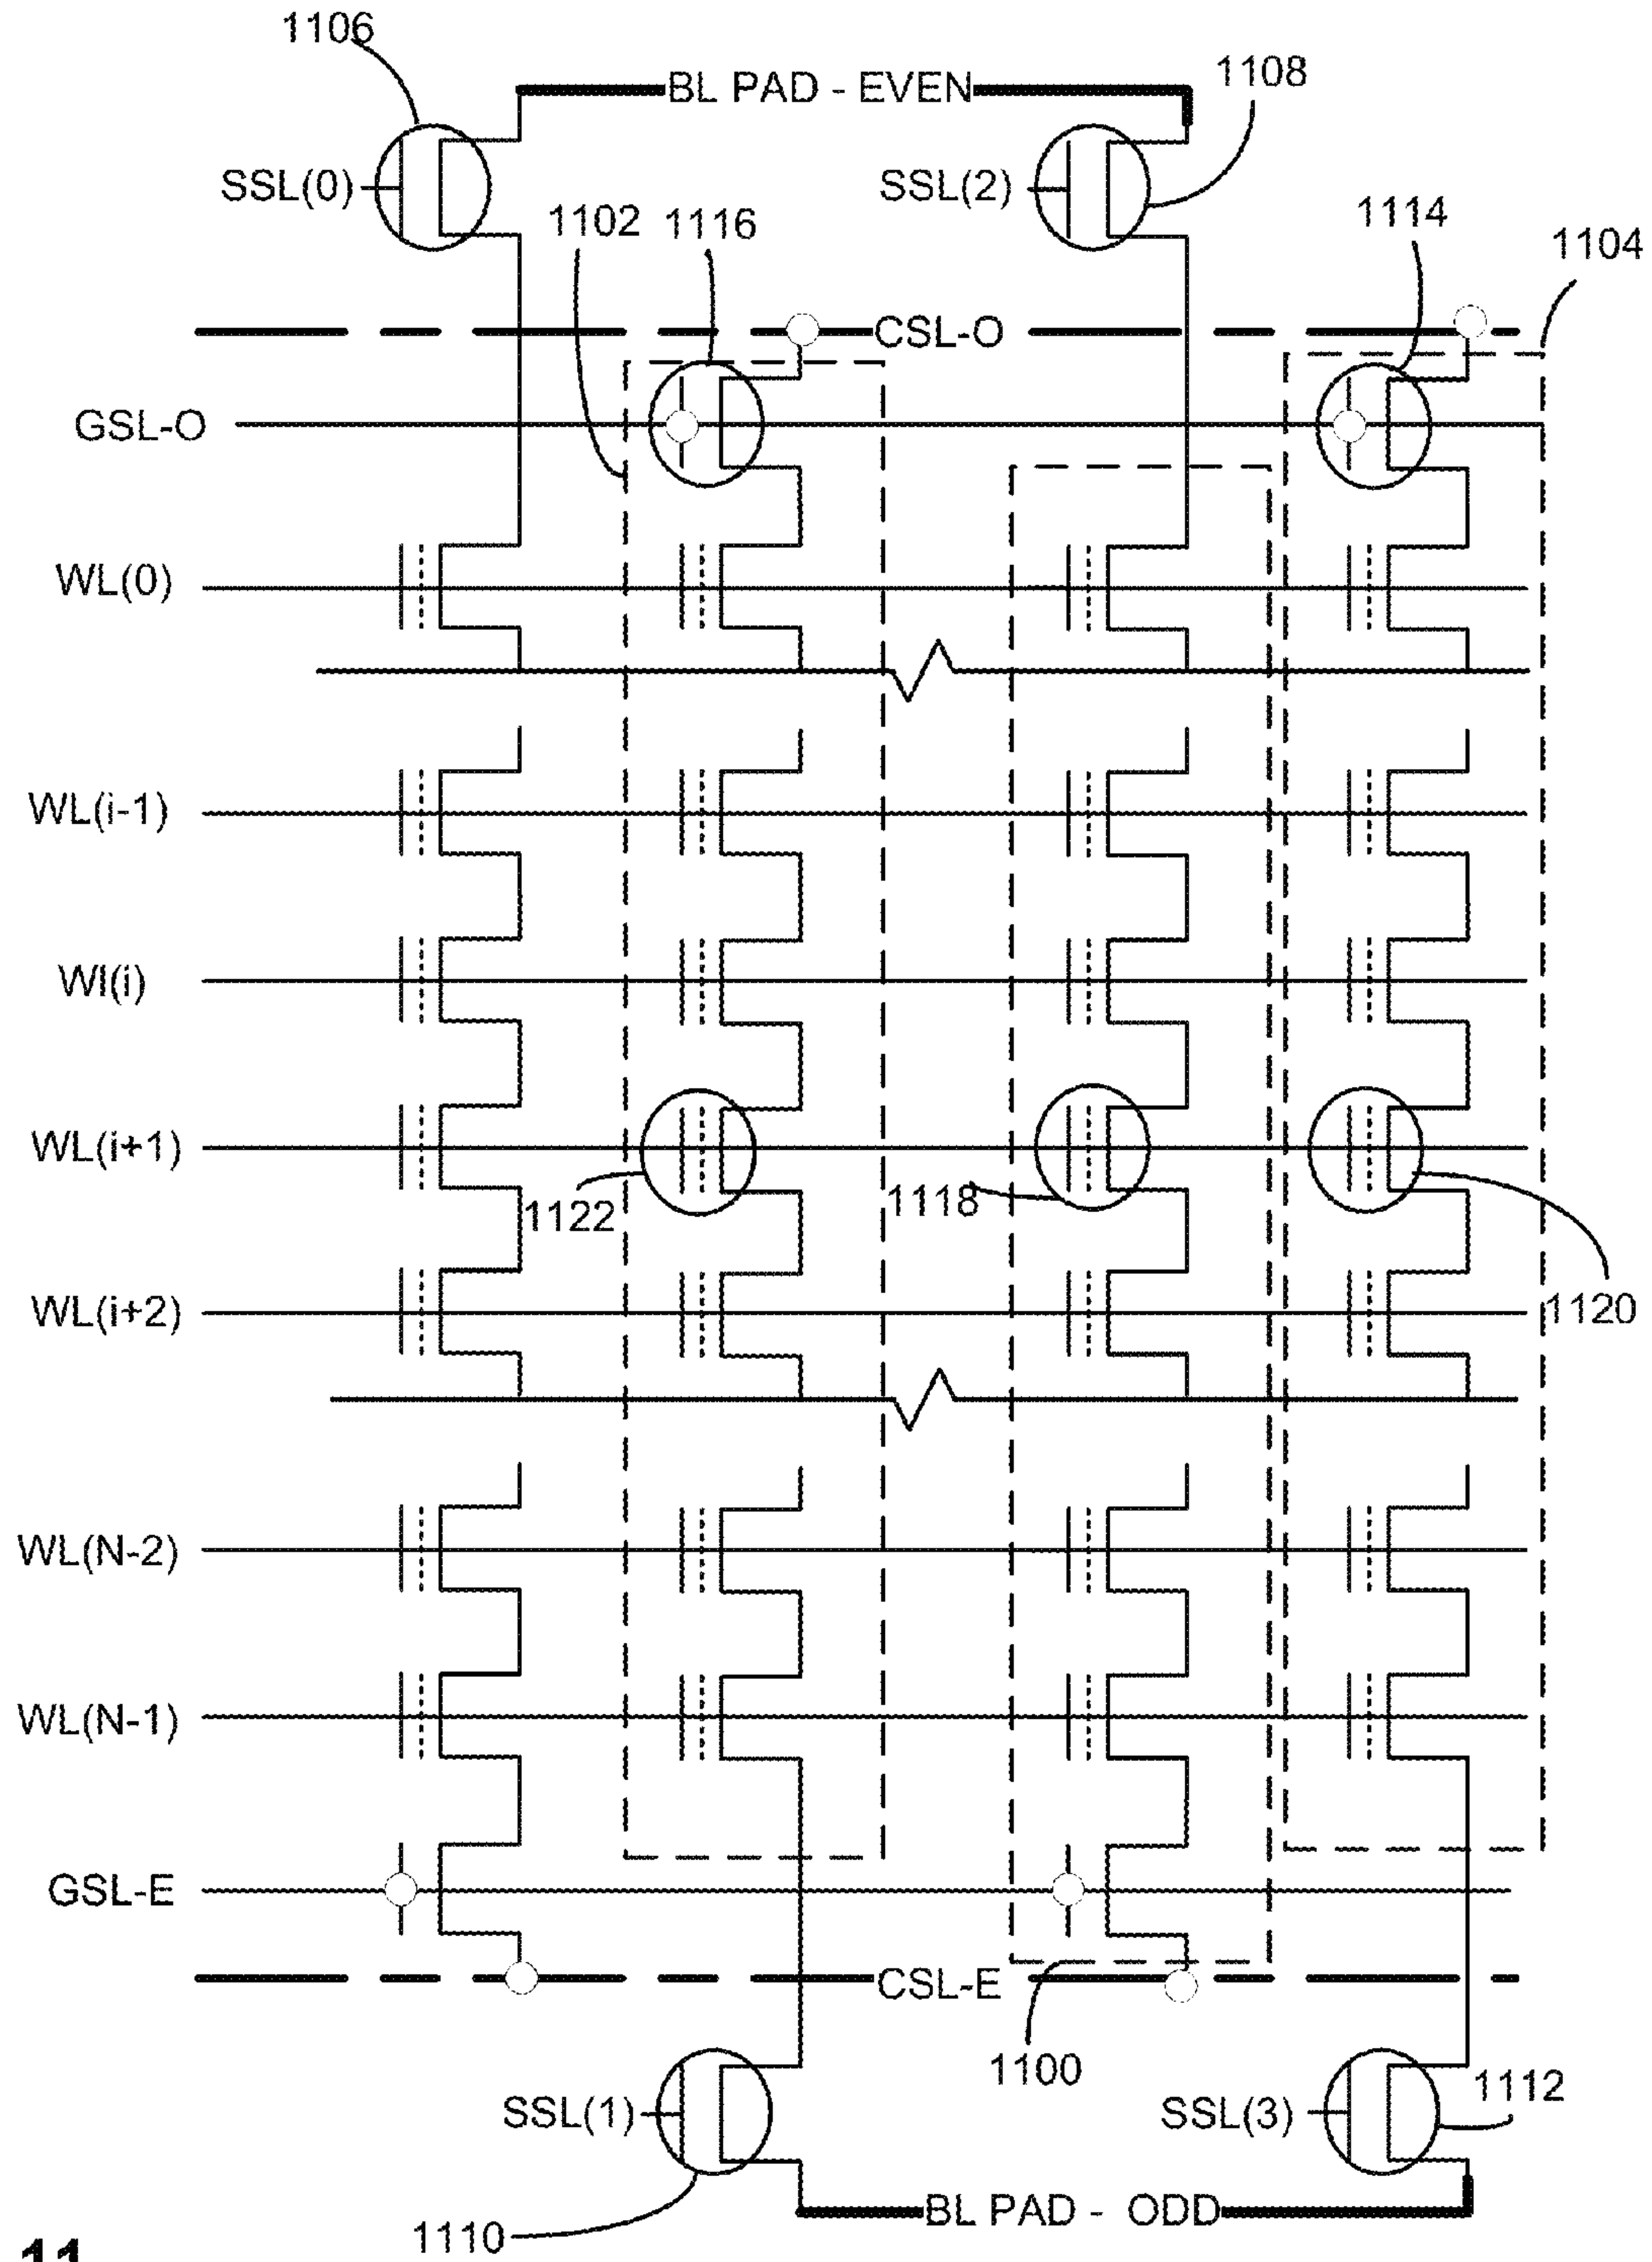 1106
BL PAD - EVEN
1108
SSL(0)
SSL(2)
1102
1116
1114
1104
CSL-O
GSL-O
WL(0)
WL(i-1)
Wl(i)
WL(i+1)
1122
1118
WL(i+2)
1120
WL(N-2)
WL(N-1)
GSL-E
CSL-E
1100
SSL(1)
SSL(3)
1112
BL PAD - ODD
1110
11